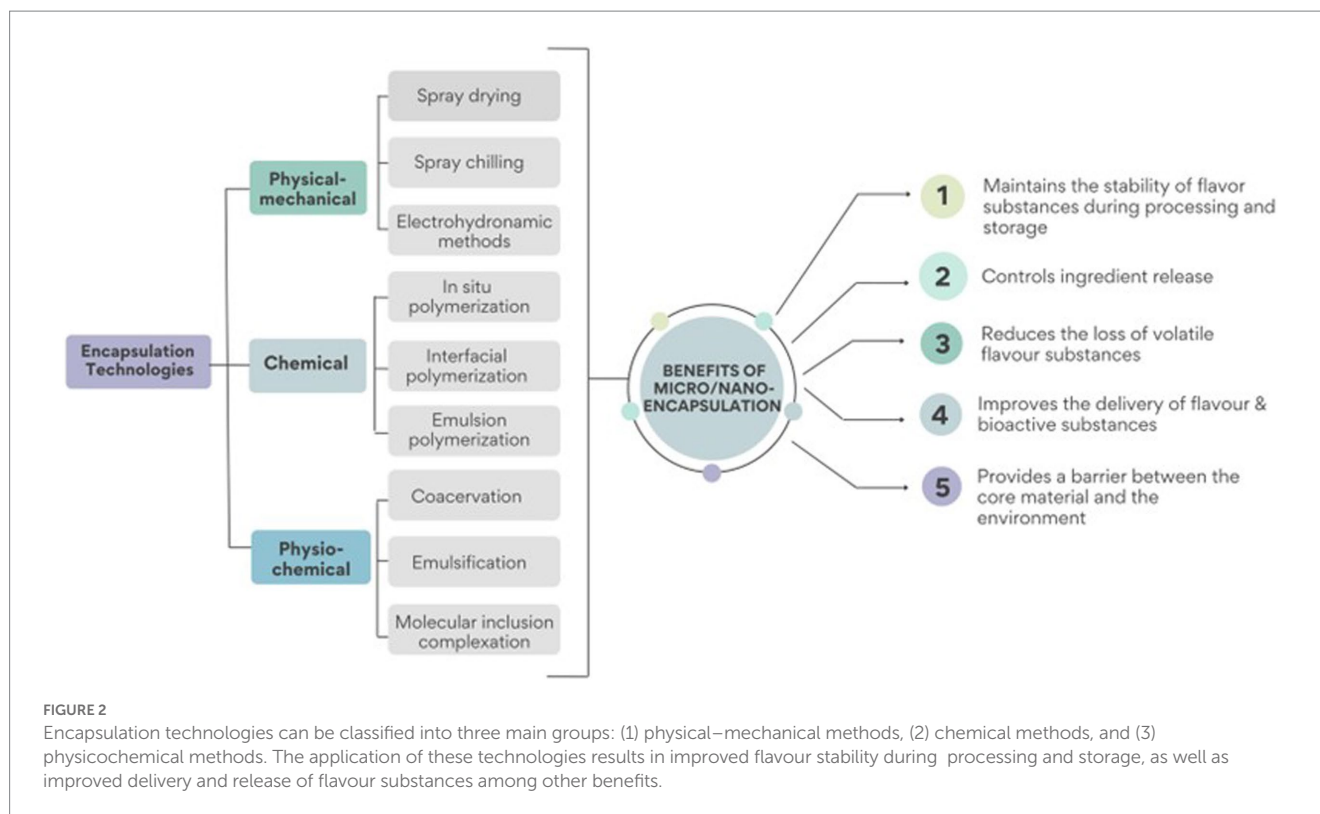 Encapsulation
Technologies
Physical-
mechanical
Spray drying
Spray chilling
Electrohydronamic
methods
Chemical
In situ
polymerization
Interfacial
polymerization
Emulsion
polymerization
Physio-
chemical
Coacervation
Emulsification
Molecular inclusion
complexation
BENEFITS OF
MICRO/NANO-
ENCAPSULATION
1
Maintains the stability of flavor
substances during processing and
storage
2
Controls ingredient release
3
Reduces the loss of volatile
flavour substances
4
Improves the delivery of flavour &
bioactive substances
5
Provides a barrier between the
core material and the
environment
FIGURE 2
Encapsulation technologies can be classified into three main groups: (1) physical–mechanical methods, (2) chemical methods, and (3)
physicochemical methods. The application of these technologies results in improved flavour stability during processing and storage, as well as
improved delivery and release of flavour substances among other benefits.